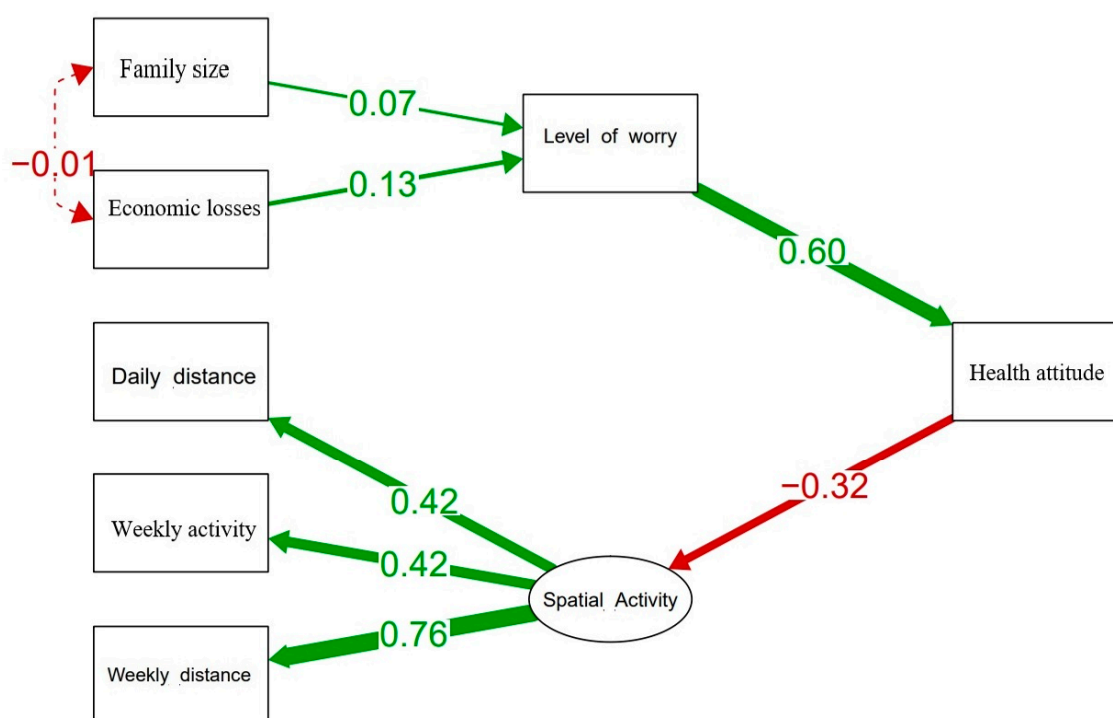 Family size
0.07
Level of worry
−0.01
Economic losses
0.13
0.60
Daily distance
Health attitude
0.42
−0.32
Weekly activity
0.42
Spatial Activity
0.76
Weekly distance